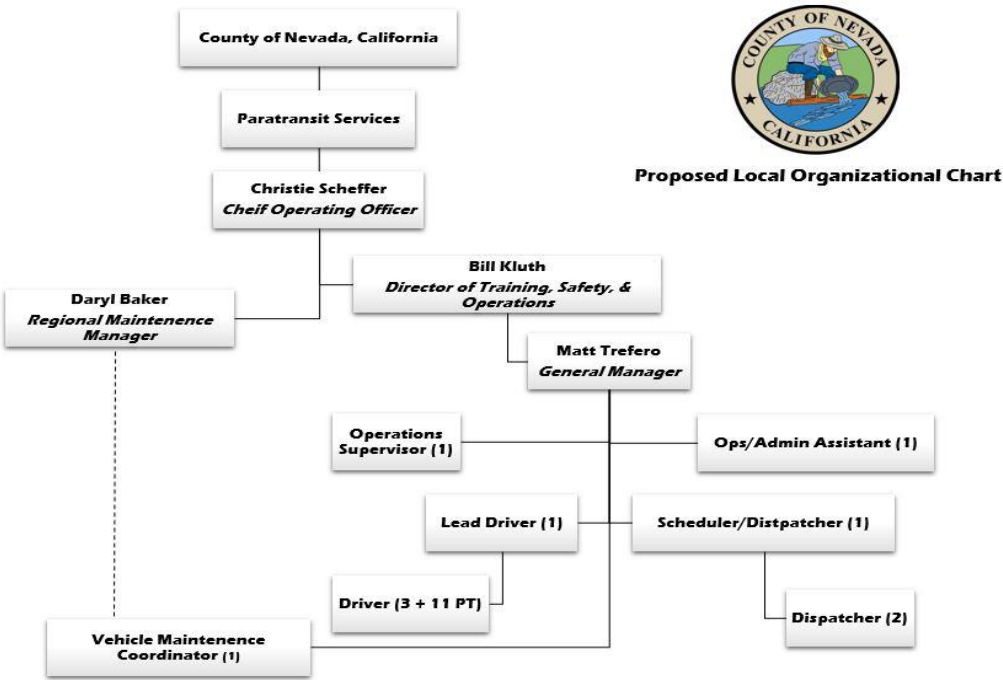 County of Nevada, California
COUNTY OF NEVADA
CALIFORNIA
Paratransit Services
Proposed Local Organizational Chart
Christie Scheffer
Cheif Operating Officer
Bill Kluth
Director of Training, Safety, &
Operations
Daryl Baker
Regional Maintenence
Manager
Matt Trefero
General Manager
Operations
Supervisor (1)
Ops/Admin Assistant (1)
Lead Driver (1)
Scheduler/Distpatcher (1)
Driver (3 + 11 PT)
Dispatcher (2)
Vehicle Maintenence
Coordinator (1)